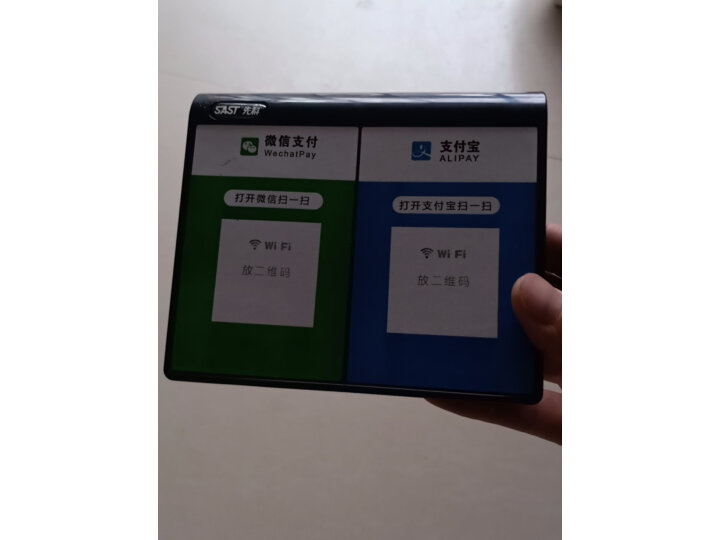 SAST 先科
微信支付
WechatPay
打开微信扫一扫
Wi Fi
放二维码
支付宝
ALIPAY
打开支付宝扫一扫
Wi Fi
放二维码